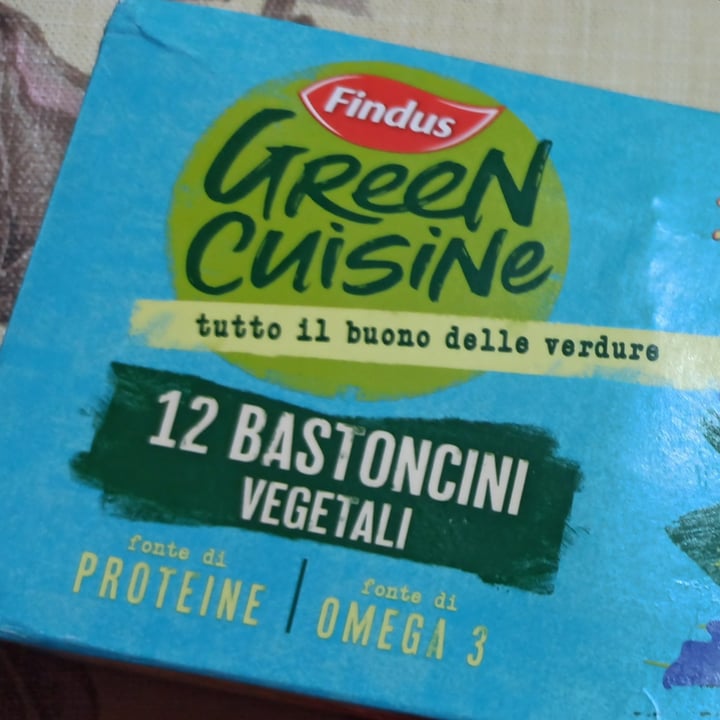 Findus
GREEN
CUISINE
tutto il buono delle verdure
12 BASTONCINI
VEGETALI
fonte di
PROTEINE
fonte di
OMEGA 3